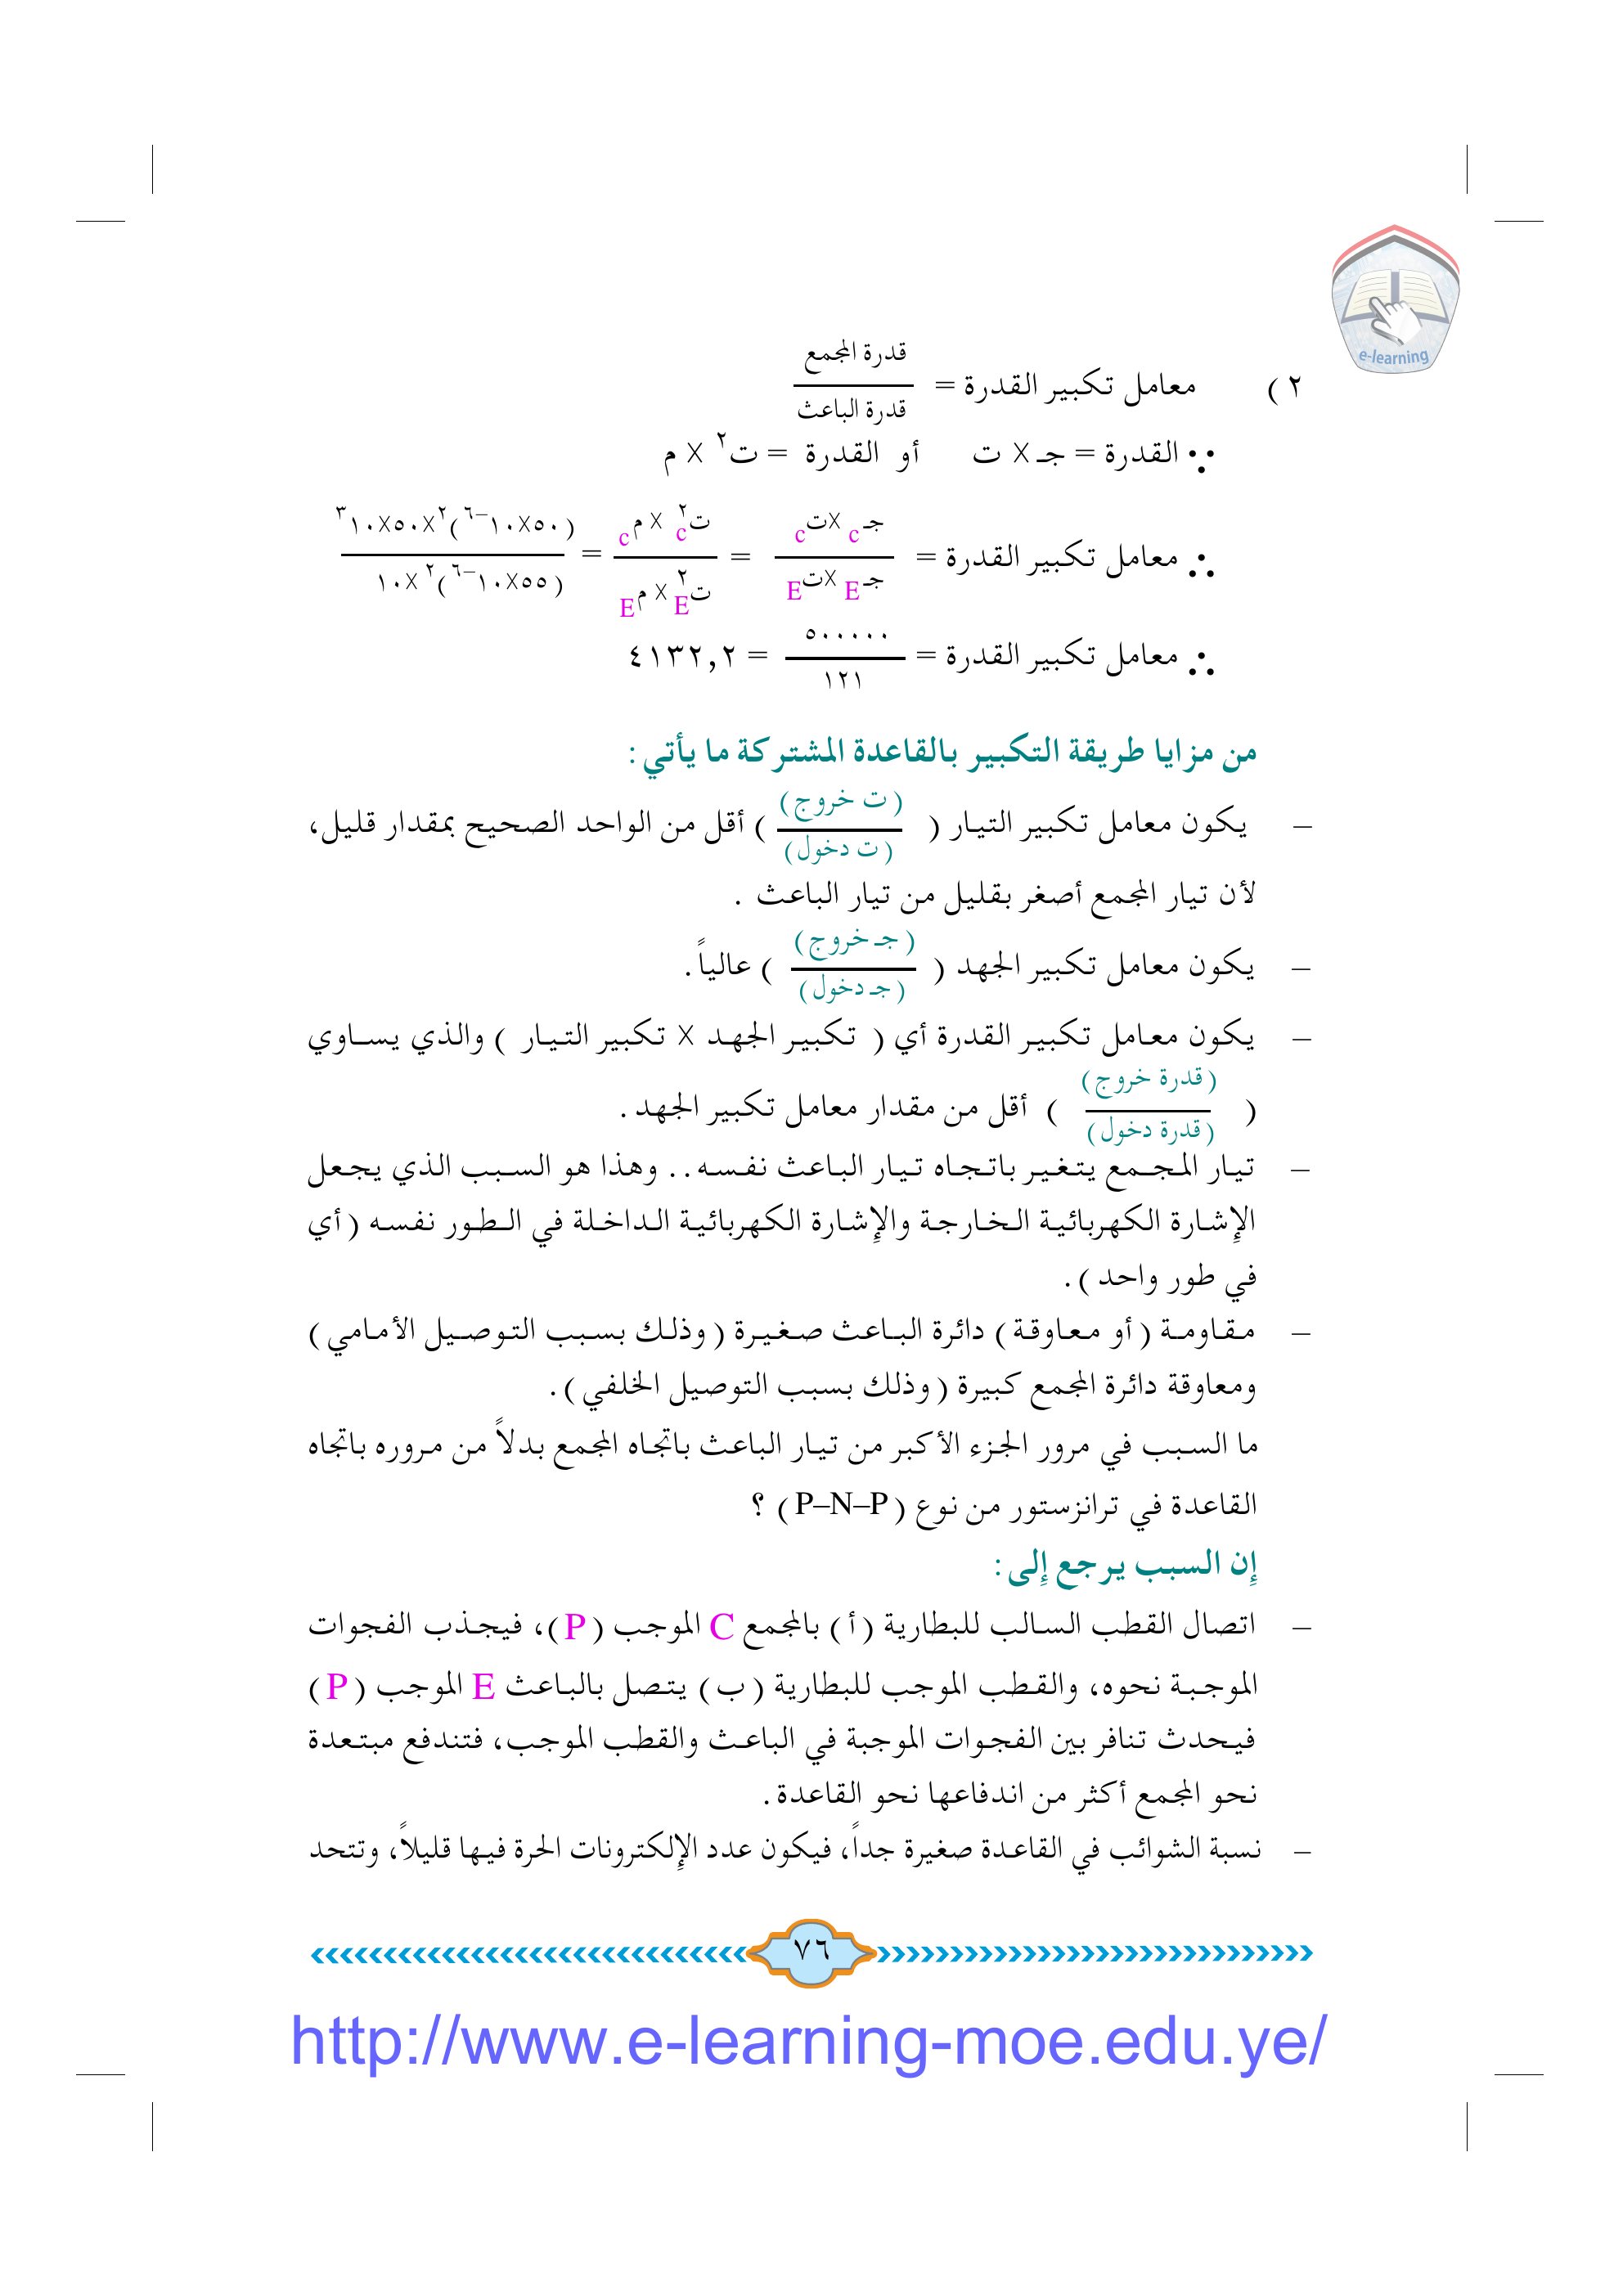 e-learning
٢) معامل تكبير القدرة = قدرة المجمع / قدرة الباعث
∵ القدرة = جـ × ت أو القدرة = ت٢ × م
∴ معامل تكبير القدرة = جـc × تc / جـE × تE = ت٢c × مc / ت٢E × مE = (٥٠×١٠−٦)٢×٥٠×١٠٣ / (٥٥×١٠−٦)٢ ×١٠
∴ معامل تكبير القدرة = ٥٠٠٠٠٠ / ١٢١ = ٤١٣٢,٢
من مزايا طريقة التكبير بالقاعدة المشتركة ما يأتي:
– يكون معامل تكبير التيار ( (ت خروج) / (ت دخول) ) أقل من الواحد الصحيح بمقدار قليل،
لأن تيار المجمع أصغر بقليل من تيار الباعث .
– يكون معامل تكبير الجهد ( (جـ خروج) / (جـ دخول) ) عالياً.
– يكون معامل تكبير القدرة أي ( تكبير الجهد × تكبير التيار ) والذي يساوي
( (قدرة خروج) / (قدرة دخول) ) أقل من مقدار معامل تكبير الجهد .
– تيار المجمع يتغير باتجاه تيار الباعث نفسه.. وهذا هو السبب الذي يجعل
الإشارة الكهربائية الخارجة والإشارة الكهربائية الداخلة في الطور نفسه (أي
في طور واحد ).
– مقاومة (أو معاوقة) دائرة الباعث صغيرة (وذلك بسبب التوصيل الأمامي)
ومعاوقة دائرة المجمع كبيرة (وذلك بسبب التوصيل الخلفي).
ما السبب في مرور الجزء الأكبر من تيار الباعث باتجاه المجمع بدلاً من مروره باتجاه
القاعدة في ترانزستور من نوع (P–N–P) ؟
إن السبب يرجع إلى:
– اتصال القطب السالب للبطارية (أ) بالمجمع C الموجب (P)، فيجذب الفجوات
الموجبة نحوه، والقطب الموجب للبطارية (ب) يتصل بالباعث E الموجب (P)
فيحدث تنافر بين الفجوات الموجبة في الباعث والقطب الموجب، فتندفع مبتعدة
نحو المجمع أكثر من اندفاعها نحو القاعدة.
– نسبة الشوائب في القاعدة صغيرة جداً، فيكون عدد الإلكترونات الحرة فيها قليلاً، وتتحد
٧٦
http://www.e-learning-moe.edu.ye/